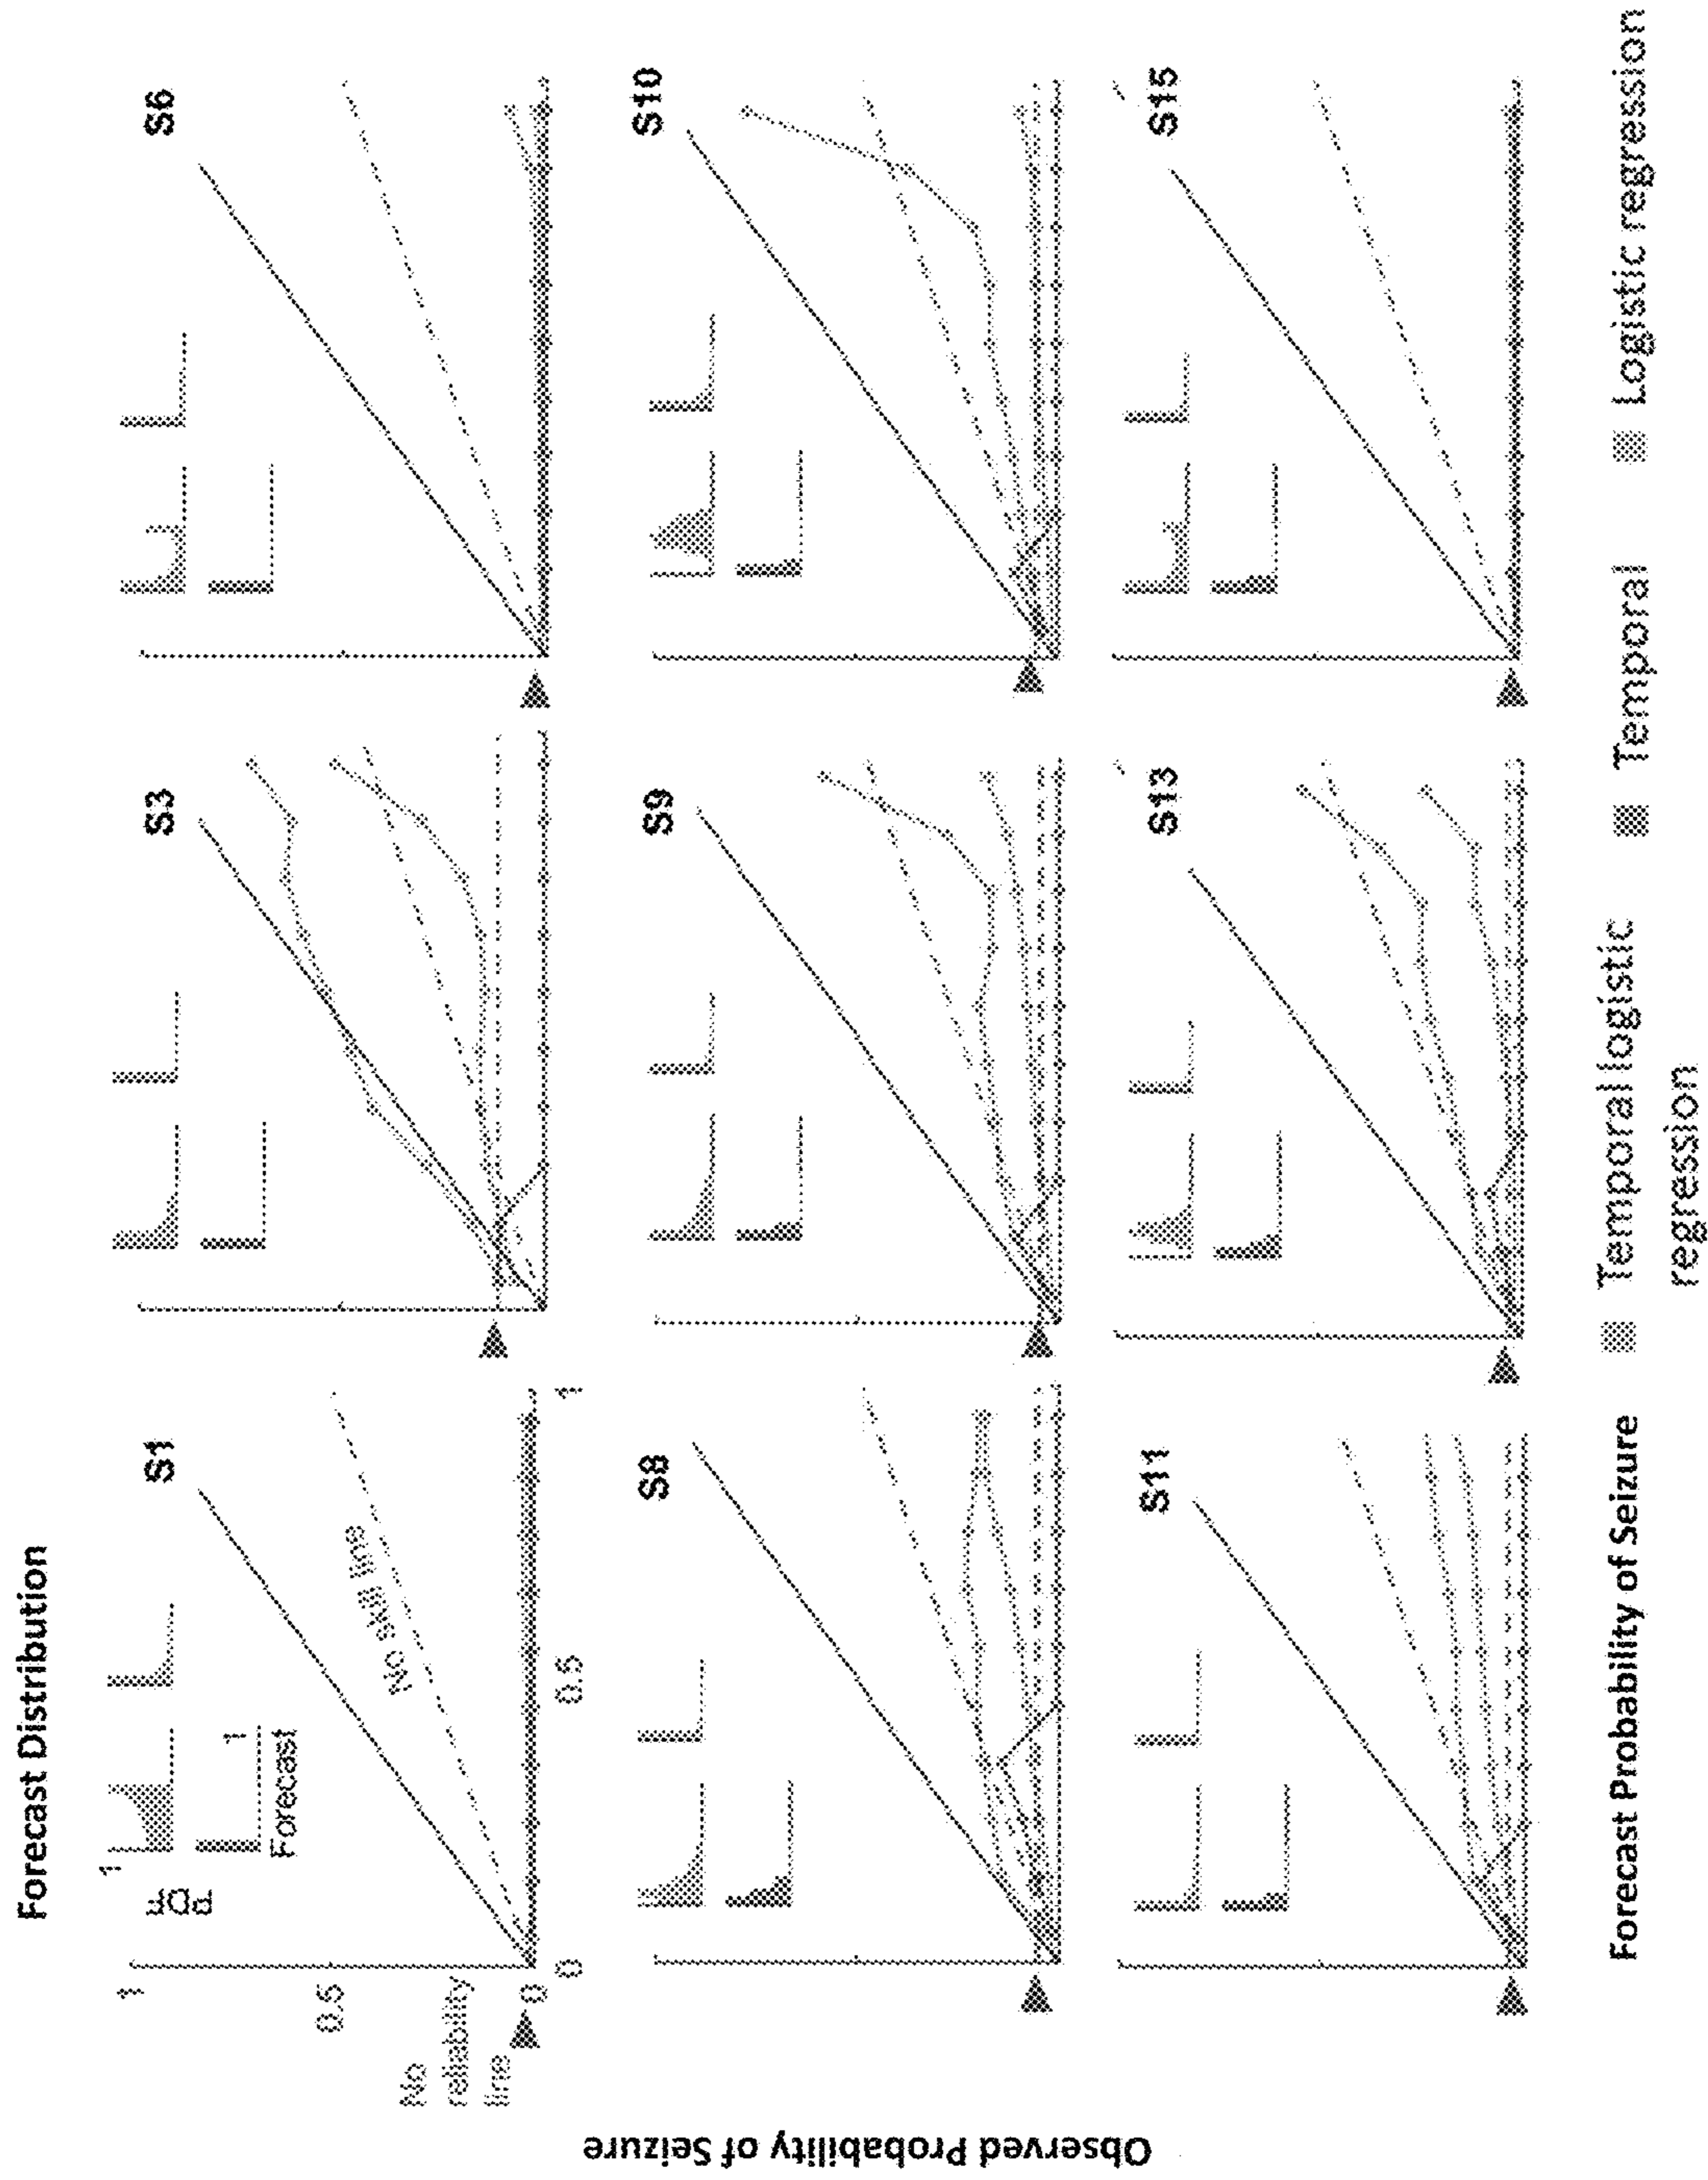 Forecast Distribution
S1
S3
S6
1
PDF
1
Forecast
No skill line
1
0.5
0
No
reliability
line
0
0.5
1
S8
S9
S10
S11
S13
S15
Observed Probability of Seizure
Forecast Probability of Seizure
Temporal logistic
regression
Temporal
Logistic regression